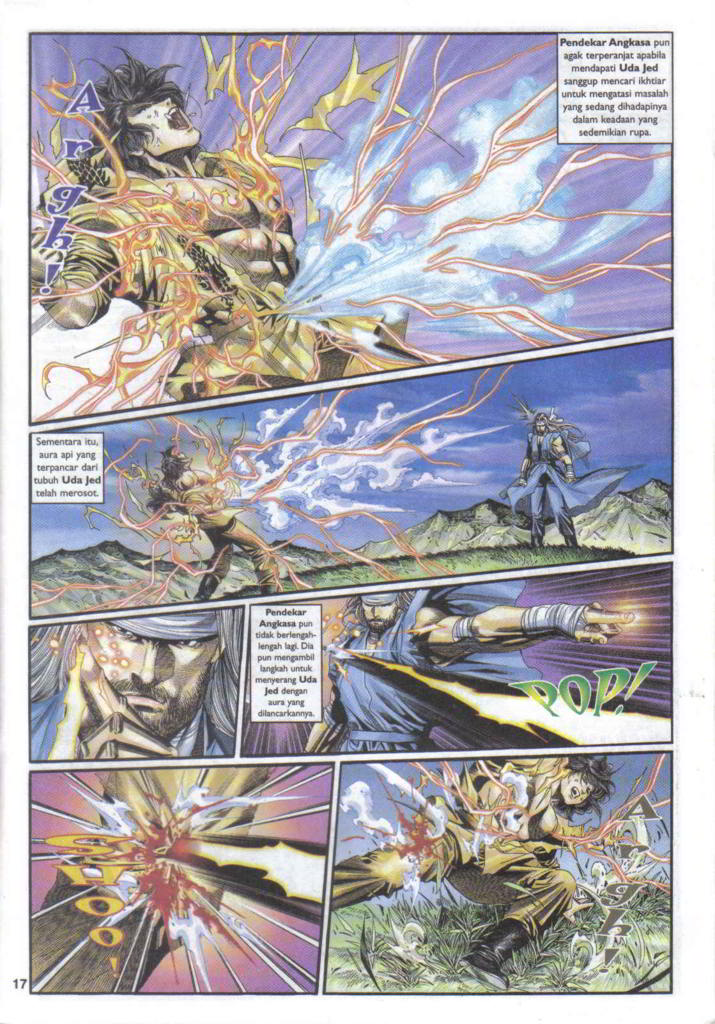 Pendekar Angkasa pun
agak terperanjat apabila
mendapati Uda Jed
sanggup mencari ikhtiar
untuk mengatasi masalah
yang sedang dihadapinya
dalam keadaan yang
sedemikian rupa.
Argh!
Sementara itu,
aura api yang
terpancar dari
tubuh Uda Jed
telah merosot.
Pendekar
Angkasa pun
tidak berlengah-
lengah lagi. Dia
pun mengambil
langkah untuk
menyerang Uda
Jed dengan
aura yang
dilancarkannya.
POP!
SHOO!
Argh!
17